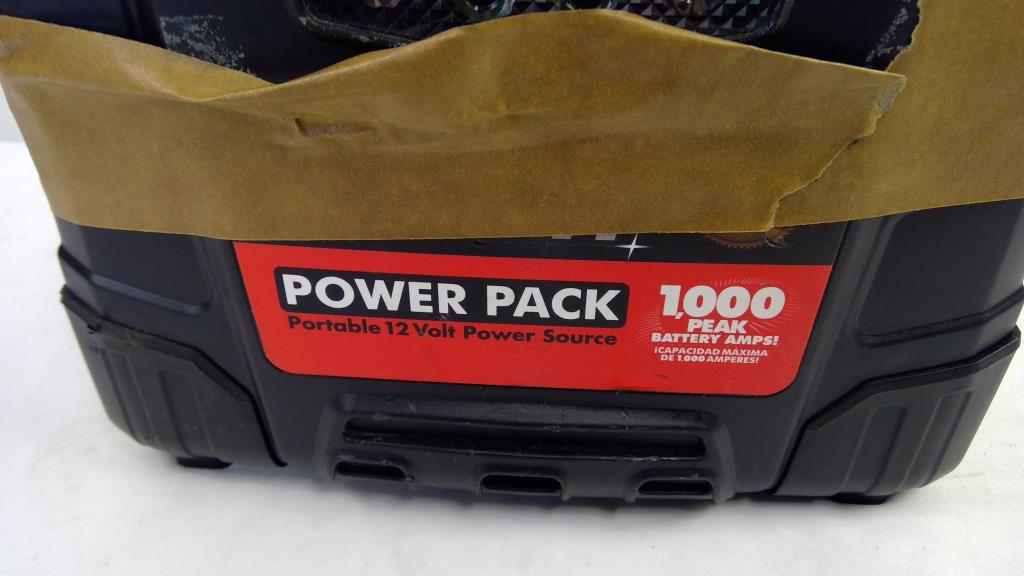 POWER PACK
Portable 12 Volt Power Source
1,000
PEAK
BATTERY AMPS!
¡CAPACIDAD MÁXIMA
DE 1,000 AMPERES!